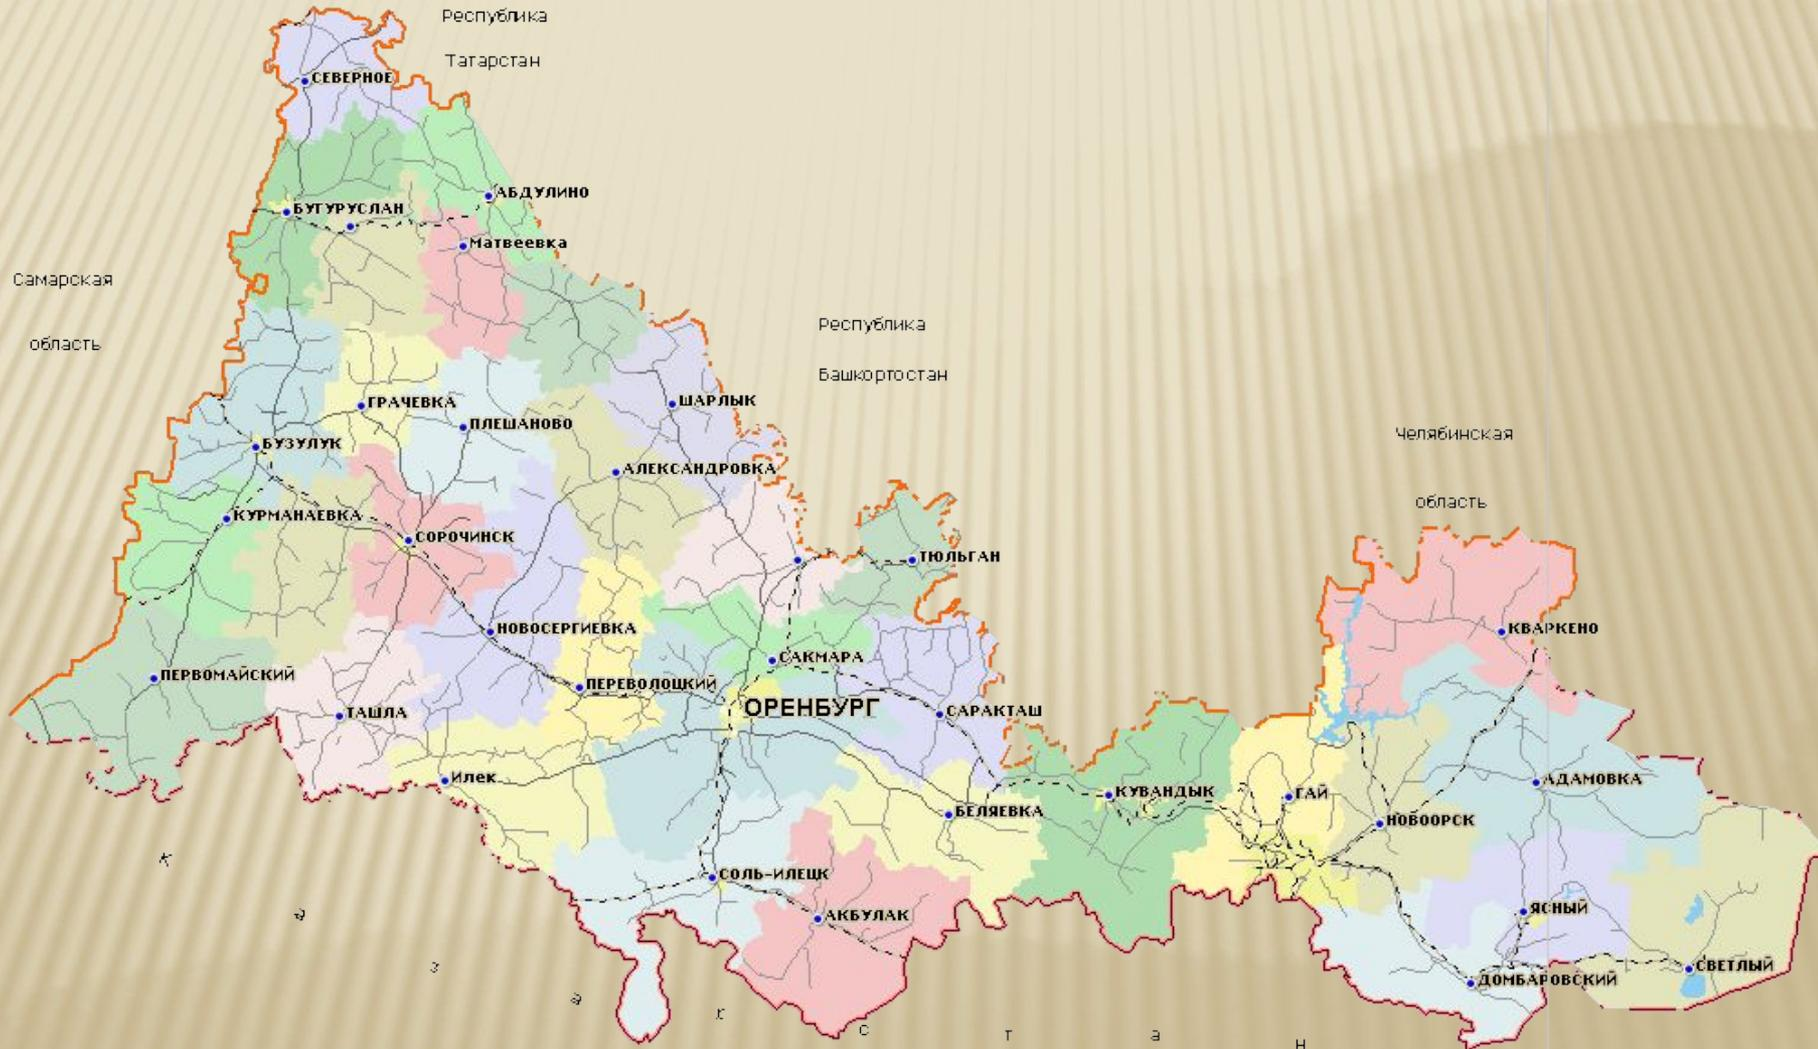 Республика
Татарстан
СЕВЕРНОЕ
АБДУЛИНО
БУГУРУСЛАН
Матвеевка
Самарская
область
Республика
Башкортостан
ШАРЛЫК
ГРАЧЕВКА
ПЛЕШАНОВО
Челябинская
область
БУЗУЛУК
АЛЕКСАНДРОВКА
КУРМАНАЕВКА
СОРОЧИНСК
ТЮЛЬГАН
НОВОСЕРГИЕВКА
КВАРКЕНО
САКМАРА
ПЕРВОМАЙСКИЙ
ПЕРЕВОЛОЦКИЙ
ОРЕНБУРГ
ТАШЛА
САРАКТАШ
Илек
АДАМОВКА
КУВАНДЫК
ГАЙ
БЕЛЯЕВКА
НОВООРСК
СОЛЬ-ИЛЕЦК
АКБУЛАК
ЯСНЫЙ
СВЕТЛЫЙ
ДОМБАРОВСКИЙ
К а з а х с т а н